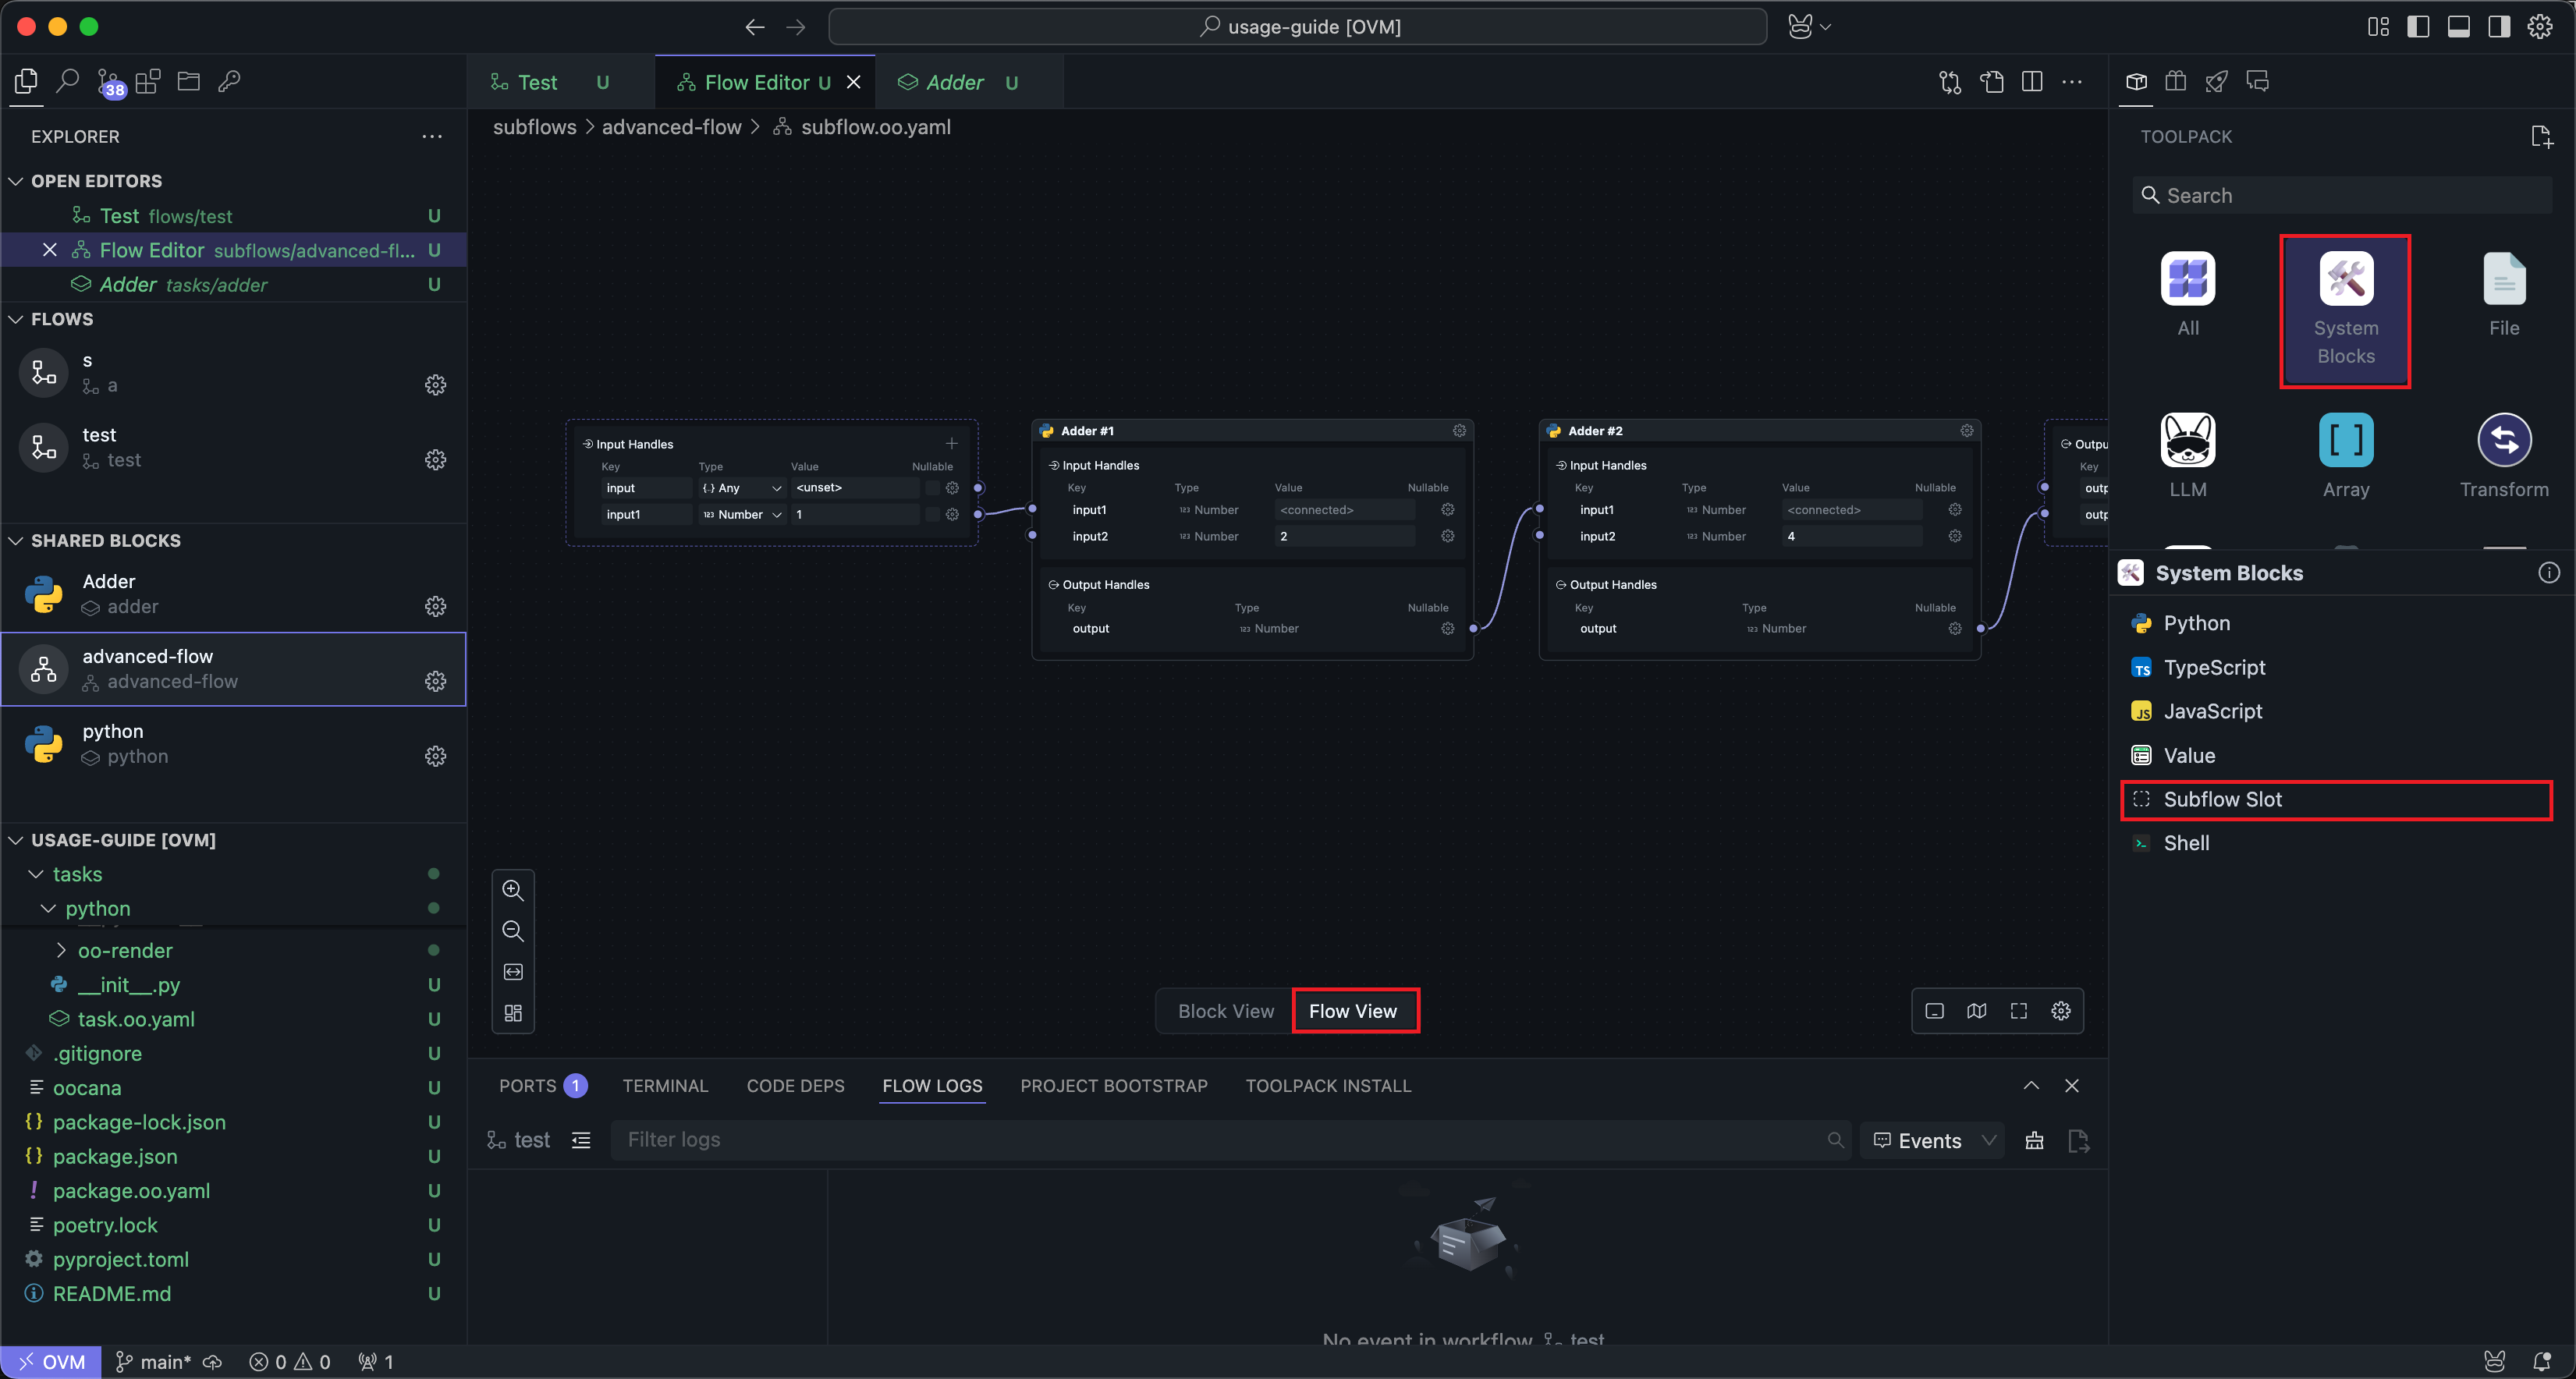 usage-guide [OVM]
38
Test U
Flow Editor U
Adder U
EXPLORER
TOOLPACK
subflows > advanced-flow > subflow.oo.yaml
OPEN EDITORS
Test flows/test U
Flow Editor subflows/advanced-fl... U
Adder tasks/adder U
FLOWS
s
a
test
test
SHARED BLOCKS
Adder
adder
advanced-flow
advanced-flow
python
python
USAGE-GUIDE [OVM]
tasks
python
oo-render
__init__.py U
task.oo.yaml U
.gitignore U
oocana U
package-lock.json U
package.json U
package.oo.yaml U
poetry.lock U
pyproject.toml U
README.md U
Input Handles
Key Type Value Nullable
input Any <unset>
input1 123 Number 1
Adder #1
Input Handles
Key Type Value Nullable
input1 123 Number <connected>
input2 123 Number 2
Output Handles
Key Type Nullable
output 123 Number
Adder #2
Input Handles
Key Type Value Nullable
input1 123 Number <connected>
input2 123 Number 4
Output Handles
Key Type Nullable
output 123 Number
Outpu
Key
outp
outp
Block View Flow View
PORTS 1 TERMINAL CODE DEPS FLOW LOGS PROJECT BOOTSTRAP TOOLPACK INSTALL
test Filter logs Events
No event in workflow test
Search
All
System
Blocks
File
LLM
Array
Transform
System Blocks
Python
TS TypeScript
JS JavaScript
Value
Subflow Slot
Shell
OVM main* 0 0 1